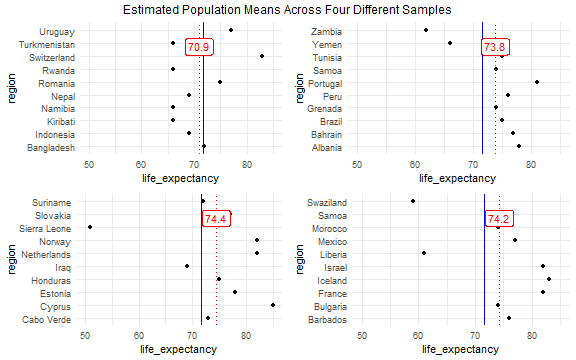 Estimated Population Means Across Four Different Samples
region
Uruguay
Turkmenistan
Switzerland
Rwanda
Romania
Nepal
Namibia
Kiribati
Indonesia
Bangladesh
70.9
50 60 70 80
life_expectancy
region
Zambia
Yemen
Tunisia
Samoa
Portugal
Peru
Grenada
Brazil
Bahrain
Albania
73.8
50 60 70 80
life_expectancy
region
Suriname
Slovakia
Sierra Leone
Norway
Netherlands
Iraq
Honduras
Estonia
Cyprus
Cabo Verde
74.4
50 60 70 80
life_expectancy
region
Swaziland
Samoa
Morocco
Mexico
Liberia
Israel
Iceland
France
Bulgaria
Barbados
74.2
50 60 70 80
life_expectancy